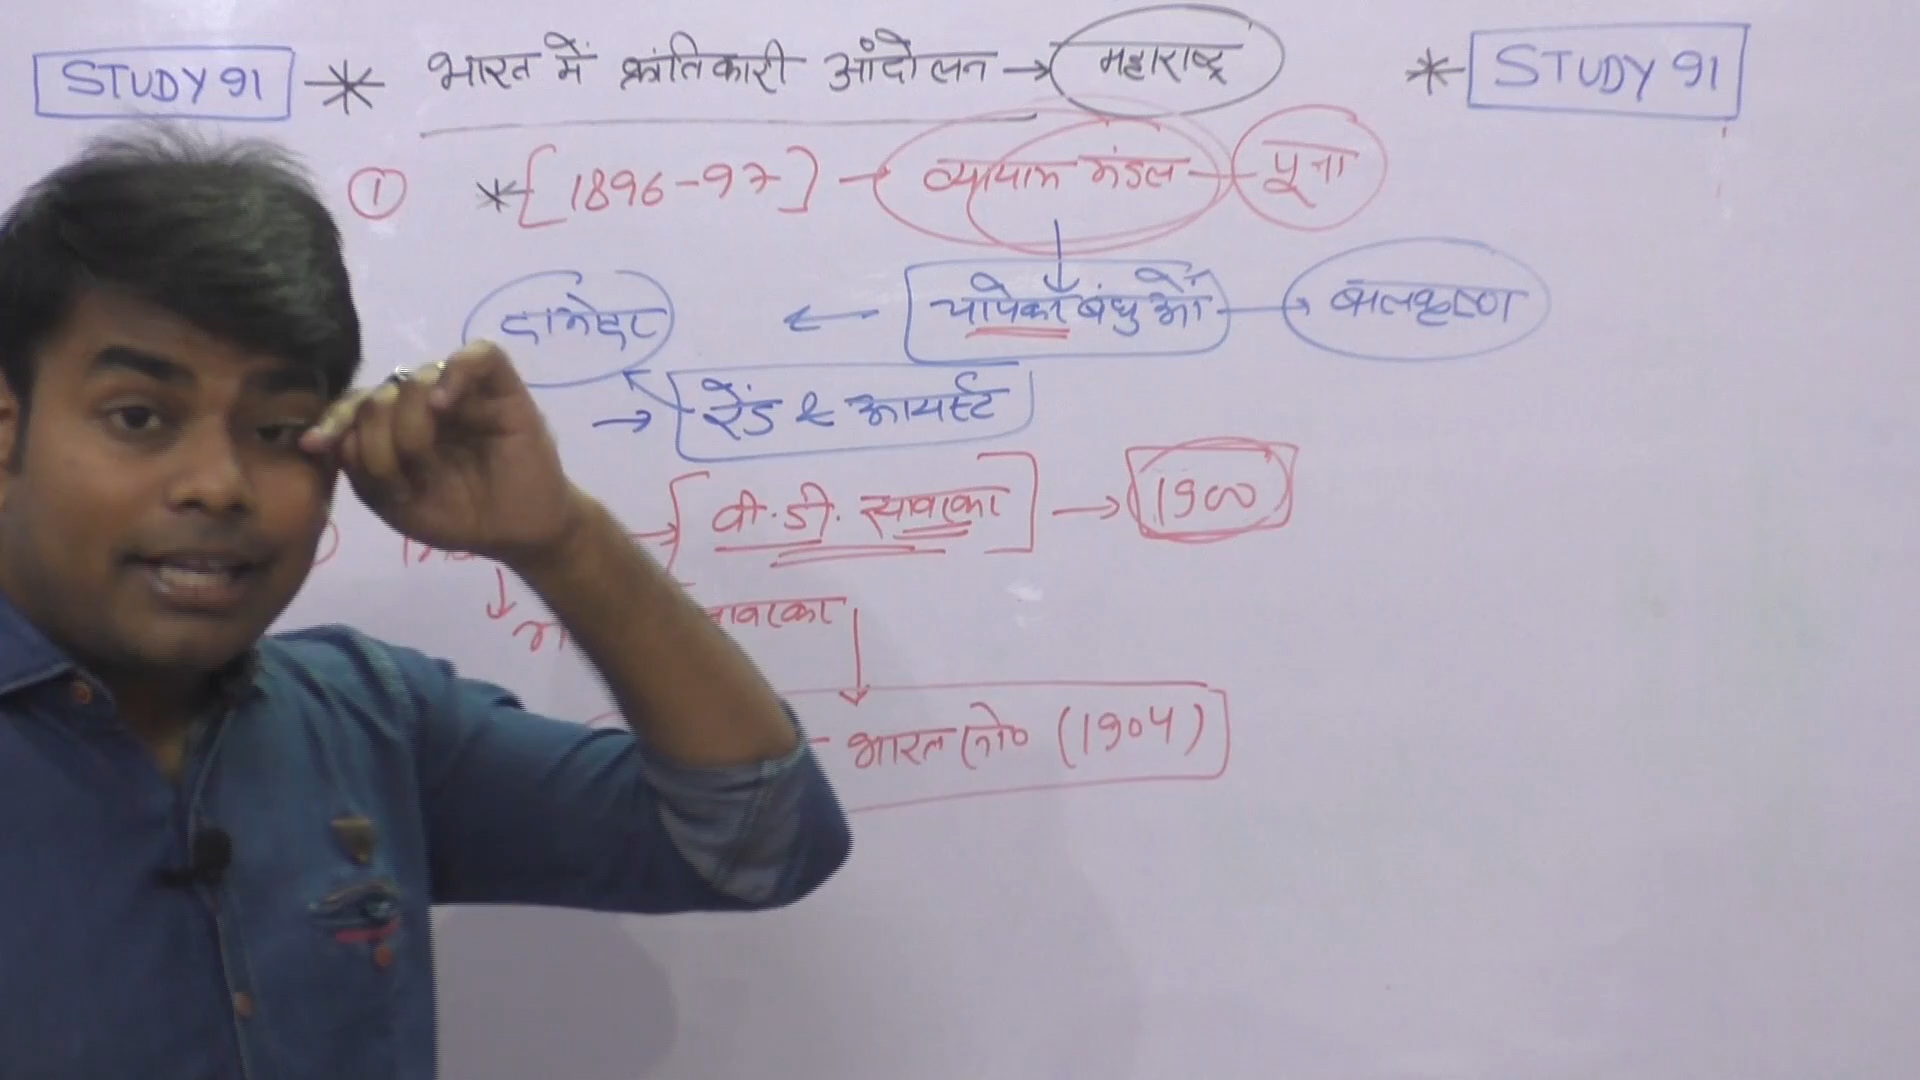 STUDY 91 * भारत में क्रांतिकारी आंदोलन → महाराष्ट्र * STUDY 91
① *[1896-97] - व्यायाम मंडल - पूना
दामोदर ← चापेकर बंधुओं → बालकृष्ण
→ रैंड & आयर्स्ट
→ [वी. डी. सावरकर] → 1900
↓
सावरकर
भारत (1904)